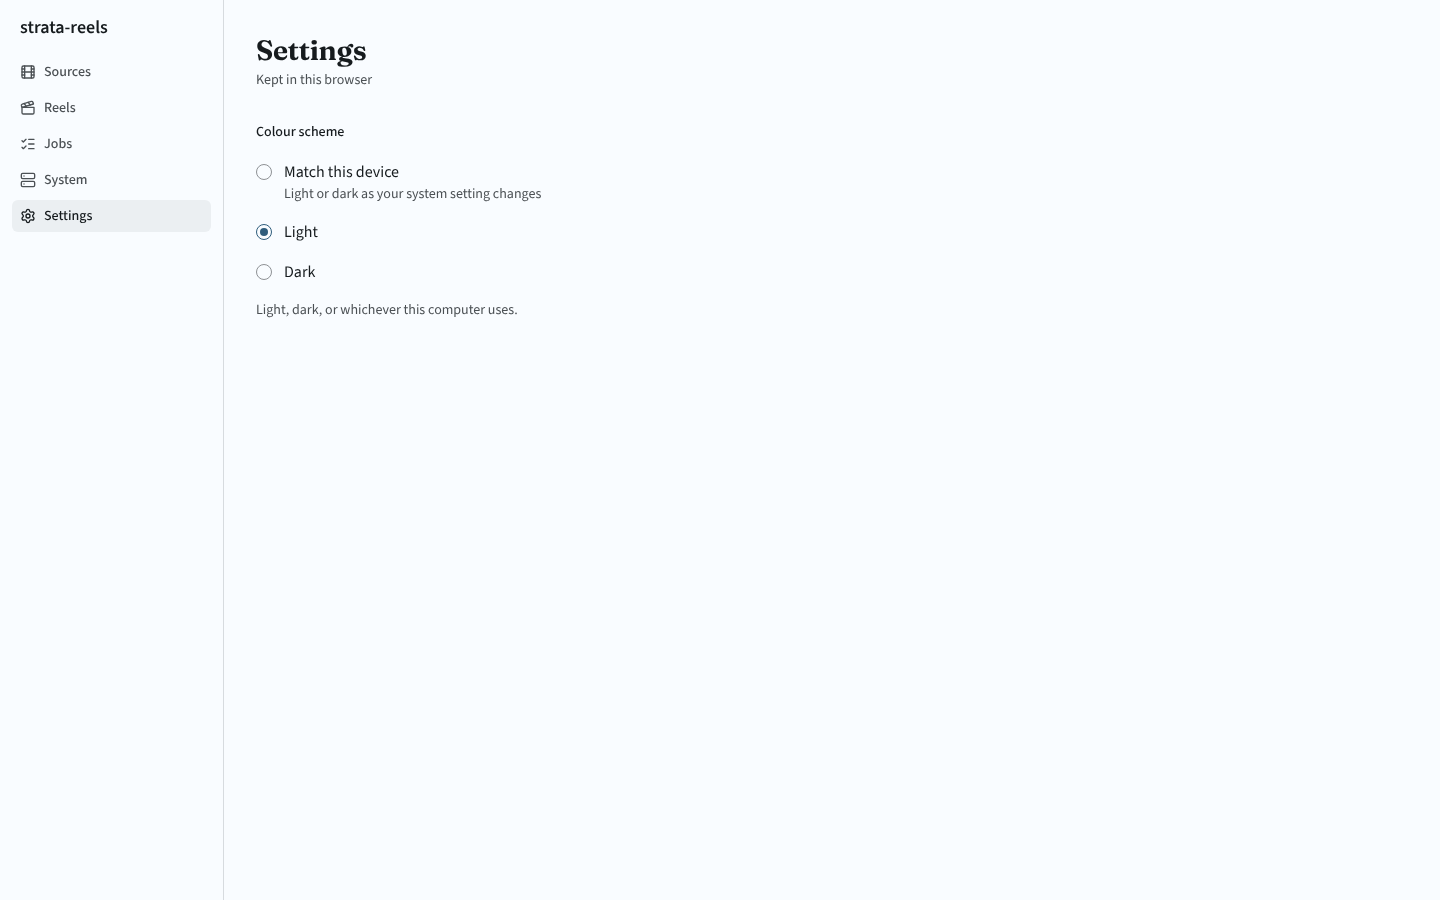 strata-reels
Sources
Reels
Jobs
System
Settings
Settings
Kept in this browser
Colour scheme
Match this device
Light or dark as your system setting changes
Light
Dark
Light, dark, or whichever this computer uses.